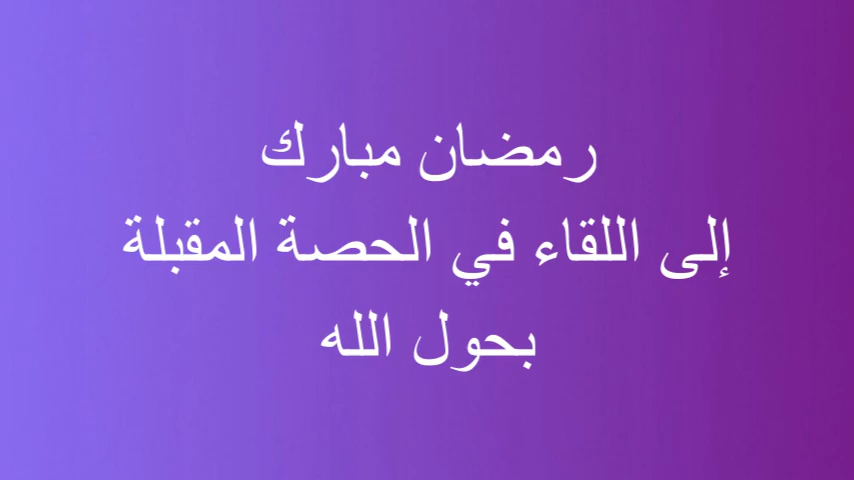 رمضان مبارك
إلى اللقاء في الحصة المقبلة
بحول الله